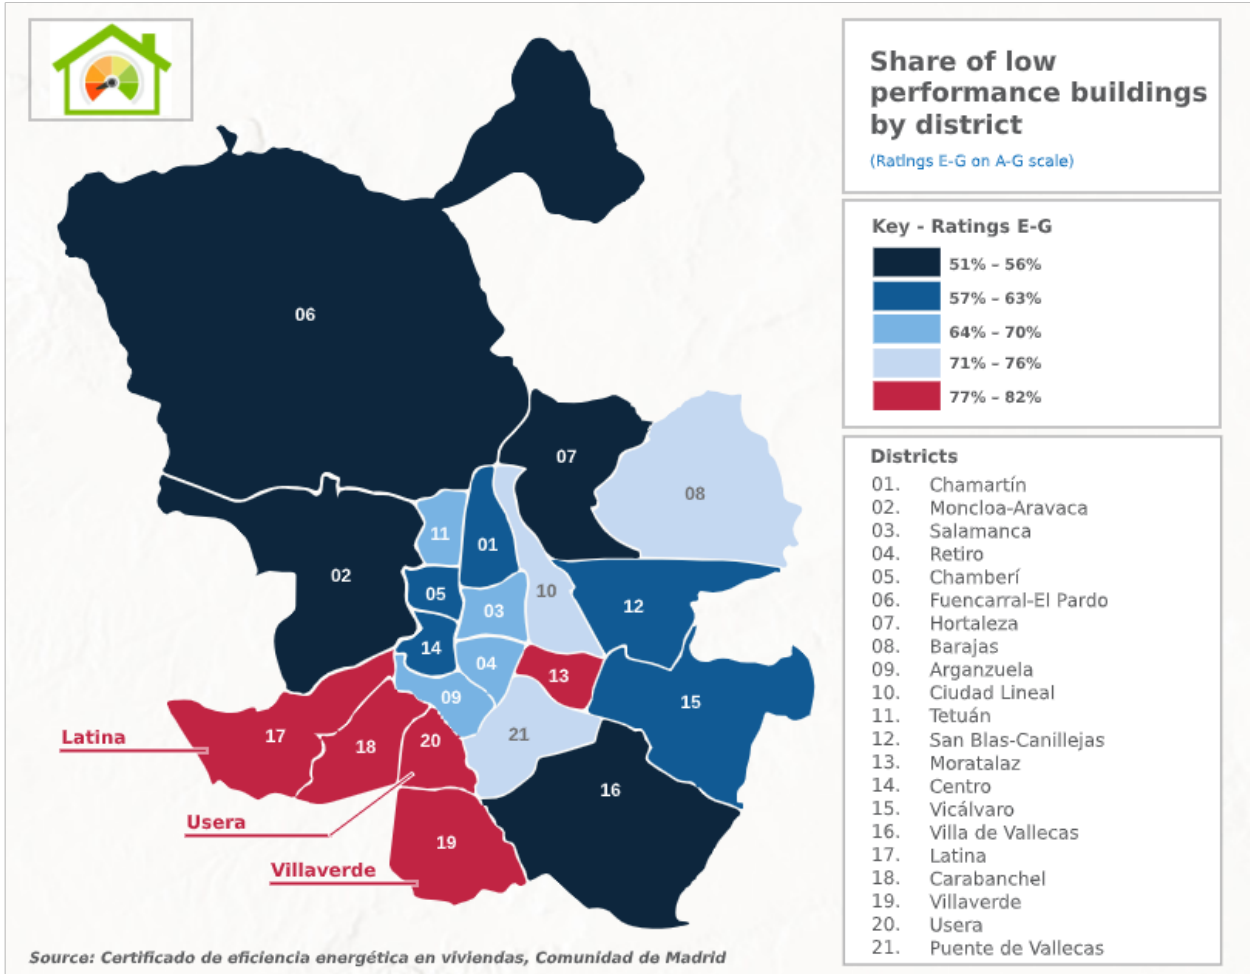 Share of low
performance buildings
by district
(Ratings E-G on A-G scale)
Key - Ratings E-G
51% – 56%
57% – 63%
64% – 70%
71% – 76%
77% – 82%
Districts
01. Chamartín
02. Moncloa-Aravaca
03. Salamanca
04. Retiro
05. Chamberí
06. Fuencarral-El Pardo
07. Hortaleza
08. Barajas
09. Arganzuela
10. Ciudad Lineal
11. Tetuán
12. San Blas-Canillejas
13. Moratalaz
14. Centro
15. Vicálvaro
16. Villa de Vallecas
17. Latina
18. Carabanchel
19. Villaverde
20. Usera
21. Puente de Vallecas
06
07
08
11
01
02
05
10
12
03
14
04
13
09
15
21
17
18
20
16
19
Latina
Usera
Villaverde
Source: Certificado de eficiencia energética en viviendas, Comunidad de Madrid